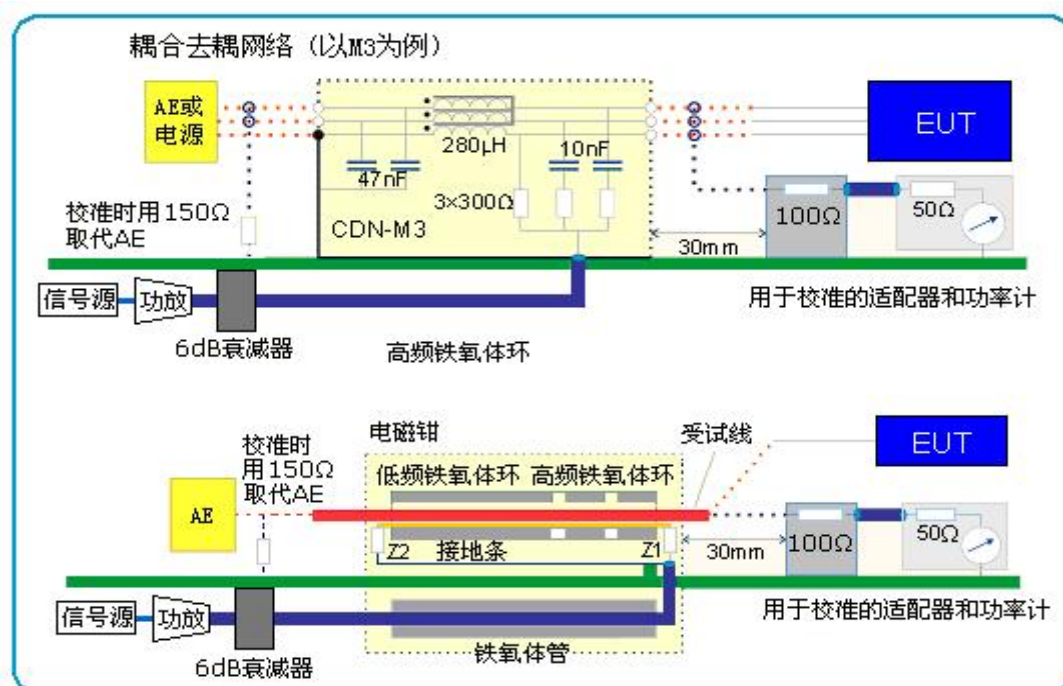 耦合去耦网络（以M3为例）
AE或
电源
280μH
10nF
EUT
47nF
3×300Ω
CDN-M3
校准时用150Ω
取代AE
100Ω
50Ω
30mm
信号源
功放
6dB衰减器
用于校准的适配器和功率计
高频铁氧体环
电磁钳
受试线
EUT
校准时
用150Ω
取代AE
低频铁氧体环
高频铁氧体环
AE
Z2
接地条
Z1
30mm
100Ω
50Ω
信号源
功放
6dB衰减器
铁氧体管
用于校准的适配器和功率计